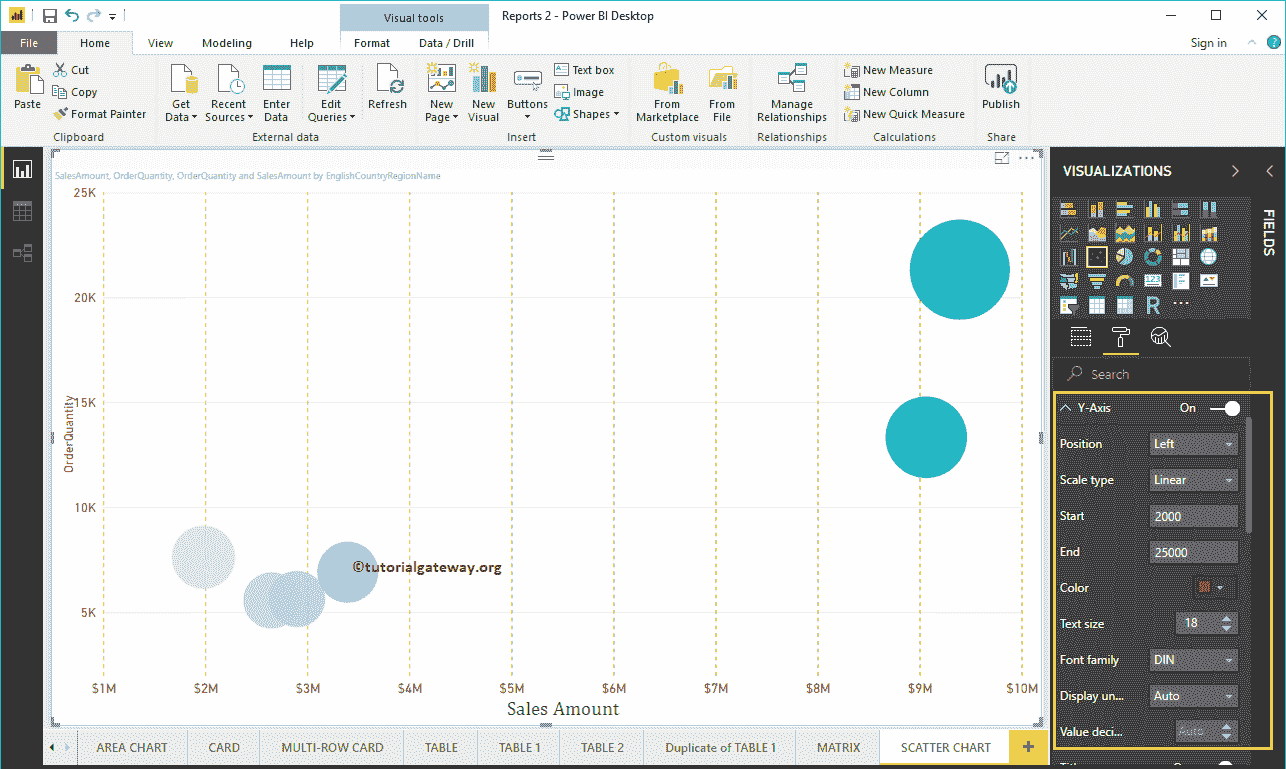 Visual tools
Reports 2 - Power BI Desktop
File
Home
View
Modeling
Help
Format
Data / Drill
Sign in
?
Paste
Cut
Copy
Format Painter
Clipboard
Get Data
Recent Sources
Enter Data
Edit Queries
External data
Refresh
New Page
New Visual
Buttons
Text box
Image
Shapes
Insert
From Marketplace
From File
Custom visuals
Manage Relationships
Relationships
New Measure
New Column
New Quick Measure
Calculations
Publish
Share
SalesAmount, OrderQuantity, OrderQuantity and SalesAmount by EnglishCountryRegionName
25K
20K
15K
10K
5K
OrderQuantity
©tutorialgateway.org
$1M $2M $3M $4M $5M $6M $7M $8M $9M $10M
Sales Amount
AREA CHART
CARD
MULTI-ROW CARD
TABLE
TABLE 1
TABLE 2
Duplicate of TABLE 1
MATRIX
SCATTER CHART
+
VISUALIZATIONS
FIELDS
123
R
...
Search
Y-Axis On
Position Left
Scale type Linear
Start 2000
End 25000
Color
Text size 18
Font family DIN
Display un... Auto
Value deci... Auto